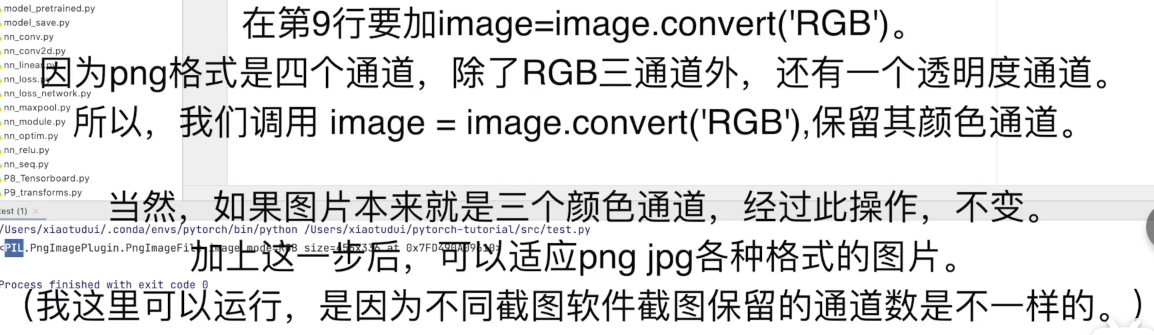 model_pretrained.py
model_save.py
nn_conv.py
nn_conv2d.py
nn_linear.py
nn_loss.py
nn_loss_network.py
nn_maxpool.py
nn_module.py
nn_optim.py
nn_relu.py
nn_seq.py
P8_Tensorboard.py
P9_transforms.py
在第9行要加image=image.convert('RGB')。
因为png格式是四个通道，除了RGB三通道外，还有一个透明度通道。
所以，我们调用 image = image.convert('RGB'),保留其颜色通道。
当然，如果图片本来就是三个颜色通道，经过此操作，不变。
test (1)
/Users/xiaotudui/.conda/envs/pytorch/bin/python /Users/xiaotudui/pytorch-tutorial/src/test.py
<PIL.PngImagePlugin.PngImageFile image mode=RGB
加上这一步后，可以适应png jpg各种格式的图片。
Process finished with exit code 0
（我这里可以运行，是因为不同截图软件截图保留的通道数是不一样的。）